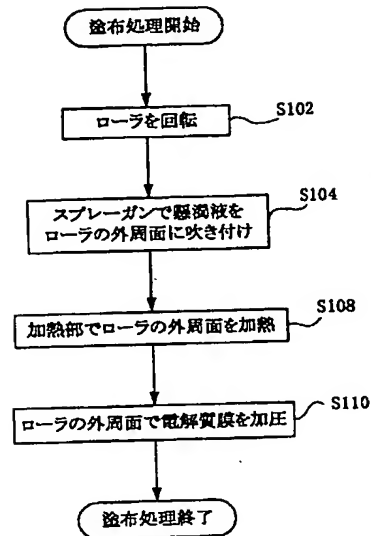 塗布処理開始
ローラを回転
S102
スプレーガンで懸濁液を
ローラの外周面に吹き付け
S104
加熱部でローラの外周面を加熱
S108
ローラの外周面で電解質膜を加圧
S110
塗布処理終了